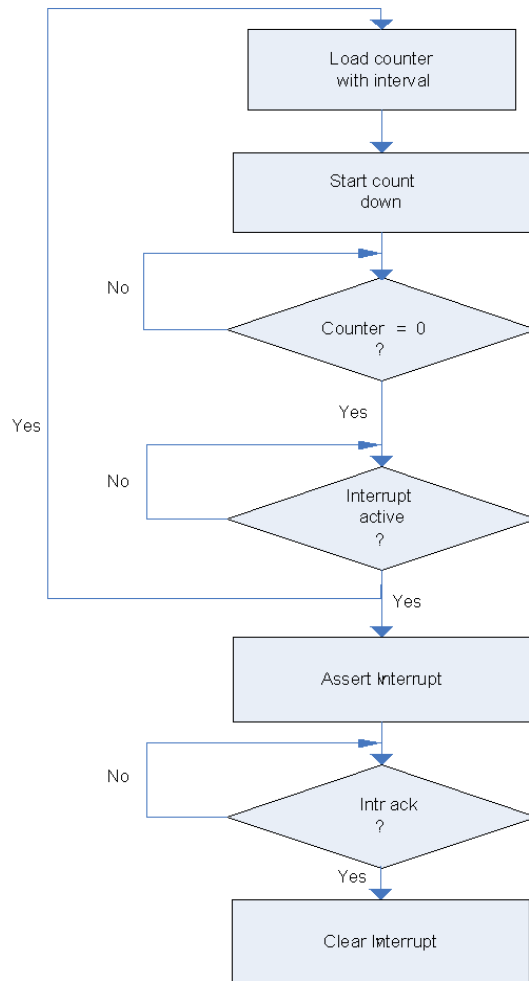 Load counter
with interval
Start count
down
No
Counter = 0
?
Yes
Yes
No
Interrupt
active
?
Yes
Assert Interrupt
No
Intr ack
?
Yes
Clear Interrupt